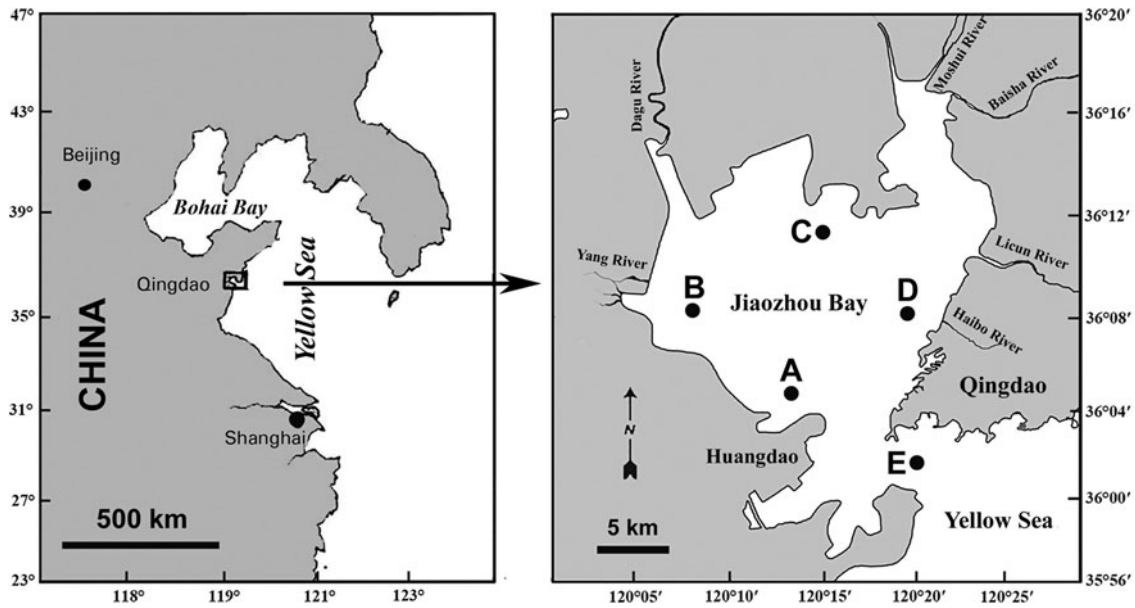 47°
43°
39°
35°
31°
27°
23°
118°
119°
121°
123°
Beijing
Bohai Bay
Qingdao
Yellow Sea
CHINA
Shanghai
500 km
36°20′
36°16′
36°12′
36°08′
36°04′
36°00′
35°56′
120°05′
120°10′
120°15′
120°20′
120°25′
Dagu River
Moshui River
Baisha River
C
Licun River
Yang River
B
Jiaozhou Bay
D
Haibo River
A
Qingdao
N
Huangdao
E
Yellow Sea
5 km